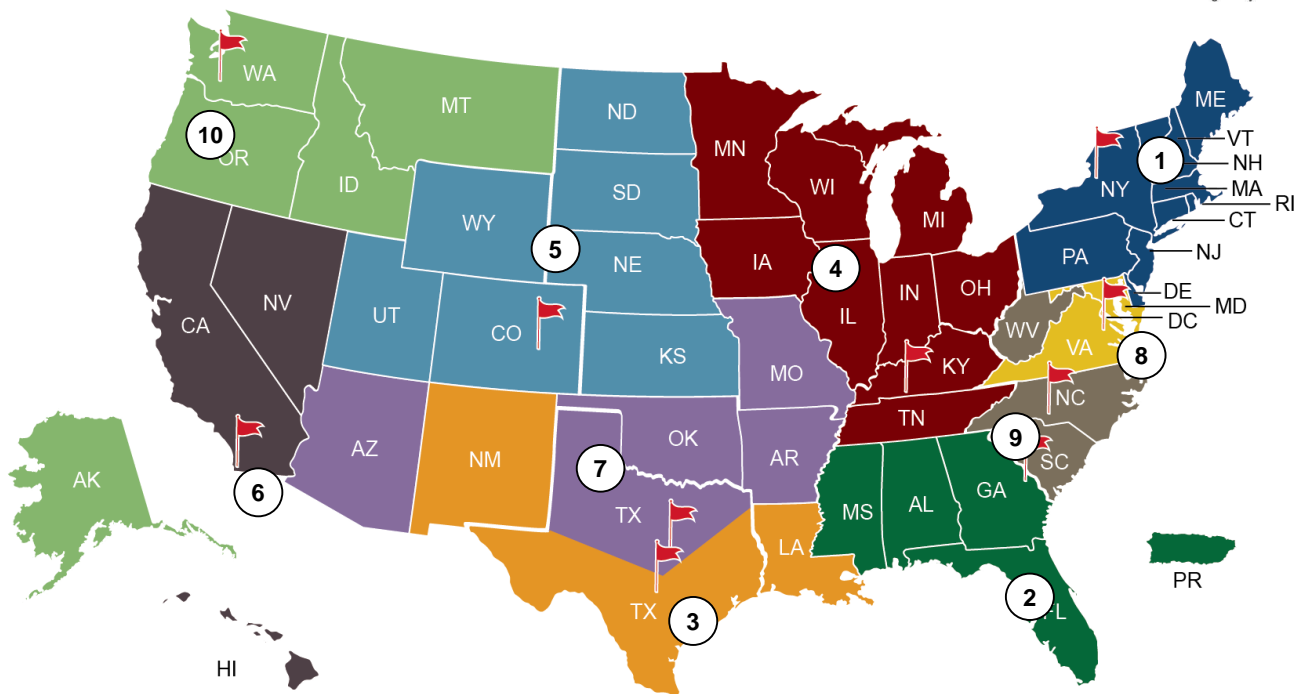 WA
MT
ND
ME
MN
VT
10
OR
WI
1
NH
ID
SD
NY
MA
RI
MI
CT
WY
5
NE
PA
NJ
IA
4
IN
OH
DE
NV
MD
CA
UT
CO
IL
WV
DC
KS
VA
8
KY
MO
NC
TN
AZ
NM
OK
AR
9
SC
7
AK
6
GA
TX
MS
AL
LA
PR
2
FL
TX
3
HI